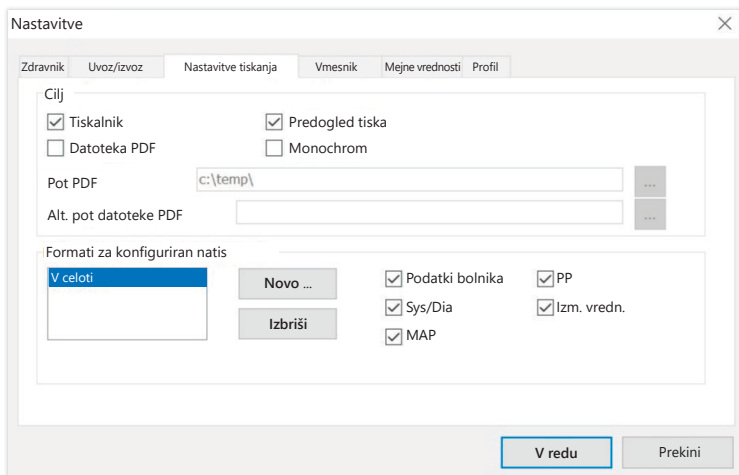 Nastavitve
Zdravnik Uvoz/izvoz Nastavitve tiskanja Vmesnik Mejne vrednosti Profil
Cilj
Tiskalnik Predogled tiska
Datoteka PDF Monochrom
Pot PDF c:\temp\ ...
Alt. pot datoteke PDF ...
Formati za konfiguriran natis
V celoti Novo ... Podatki bolnika PP
Izbriši Sys/Dia Izm. vredn.
MAP
V redu Prekini